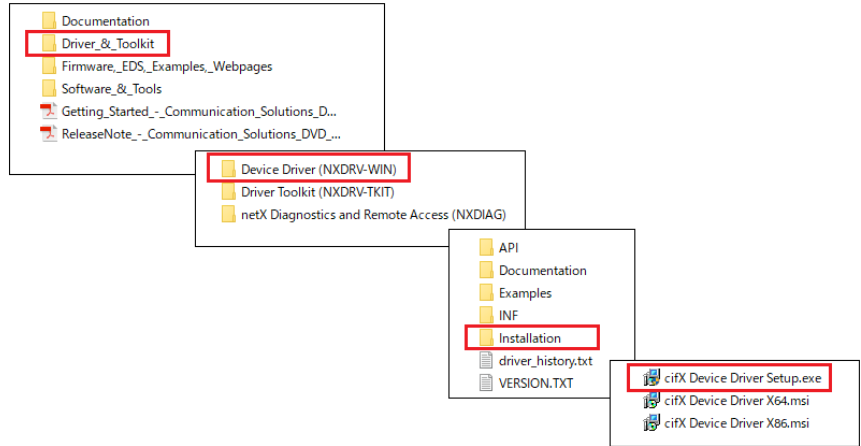 Documentation
Driver_&_Toolkit
Firmware,_EDS,_Examples,_Webpages
Software_&_Tools
Getting_Started_-_Communication_Solutions_D...
ReleaseNote_-_Communication_Solutions_DVD_...
Device Driver (NXDRV-WIN)
Driver Toolkit (NXDRV-TKIT)
netX Diagnostics and Remote Access (NXDIAG)
API
Documentation
Examples
INF
Installation
driver_history.txt
VERSION.TXT
cifX Device Driver Setup.exe
cifX Device Driver X64.msi
cifX Device Driver X86.msi